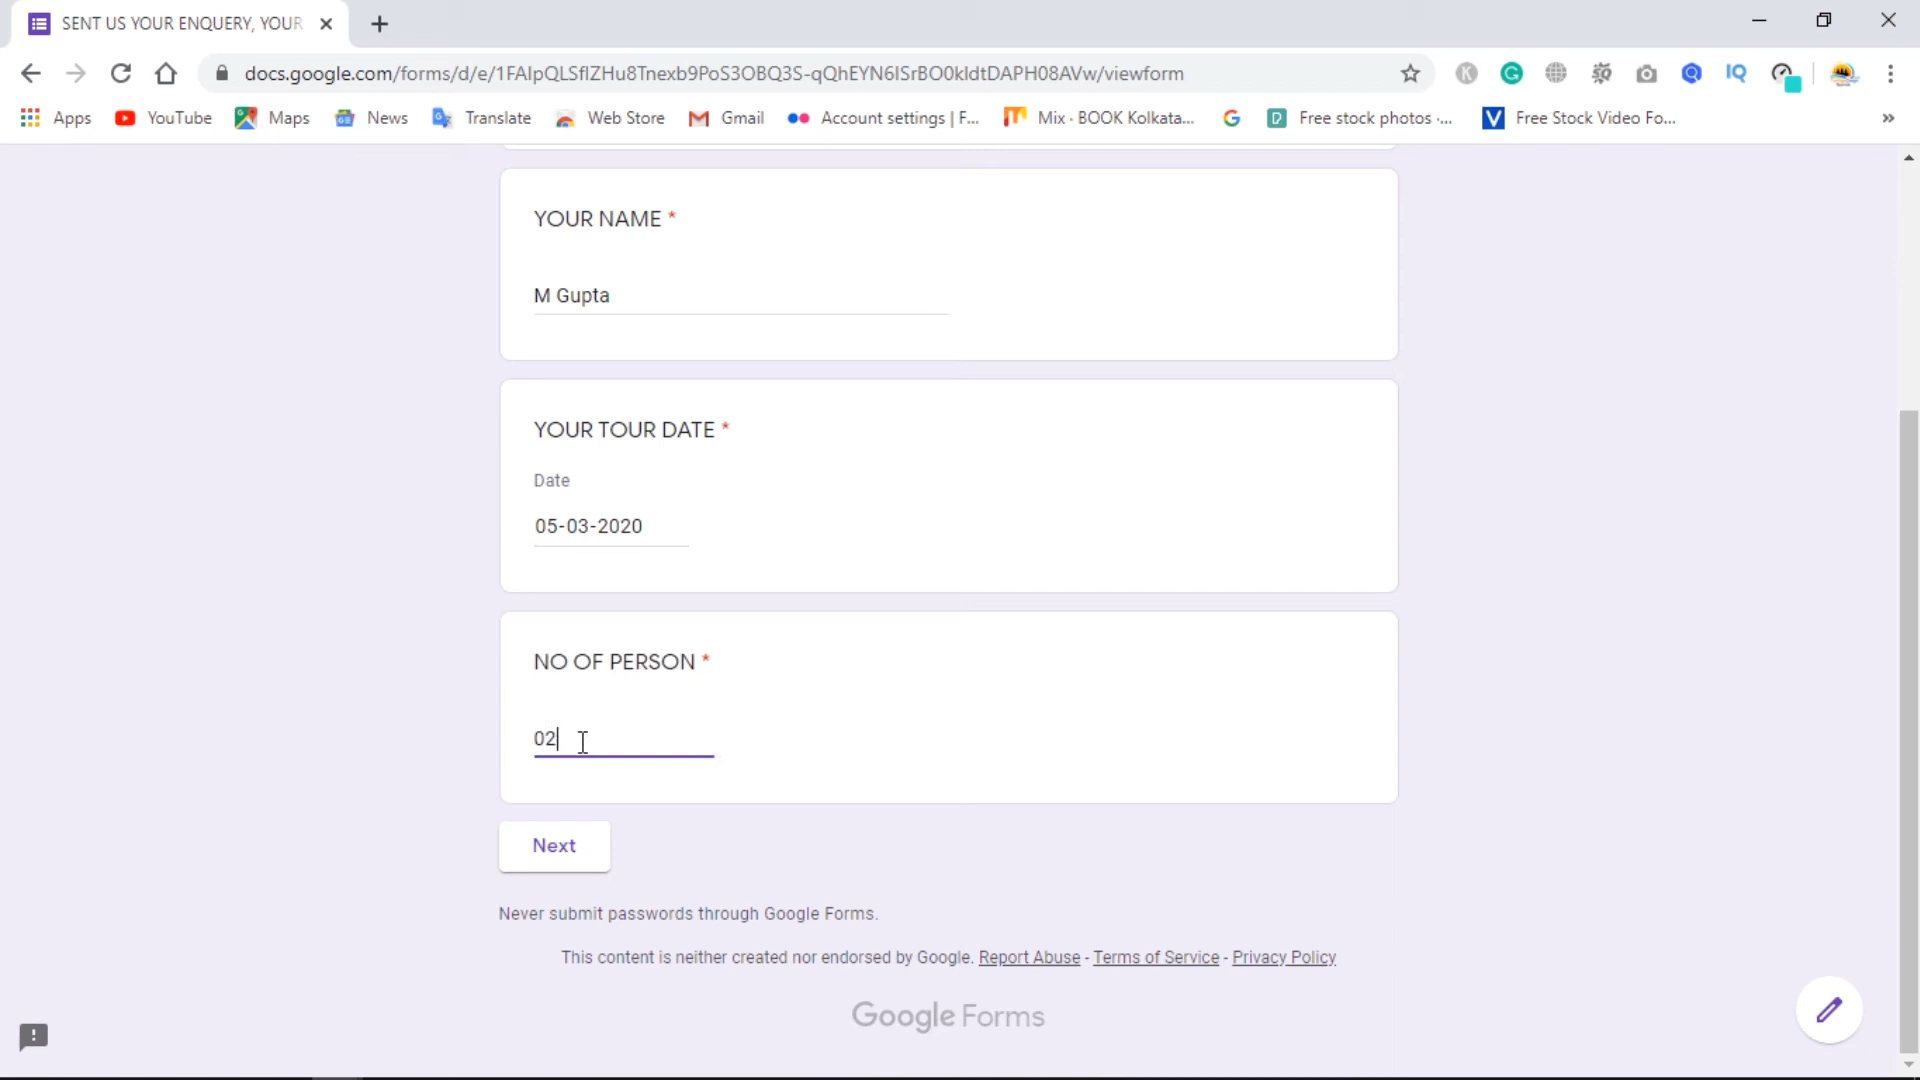 SENT US YOUR ENQUERY, YOUR
docs.google.com/forms/d/e/1FAIpQLSflZHu8Tnexb9PoS3OBQ3S-qQhEYN6ISrBO0kIdtDAPH08AVw/viewform
Apps YouTube Maps News Translate Web Store Gmail Account settings | F... Mix · BOOK Kolkata... Free stock photos ·... Free Stock Video Fo... »
YOUR NAME *
M Gupta
YOUR TOUR DATE *
Date
05-03-2020
NO OF PERSON *
02
Next
Never submit passwords through Google Forms.
This content is neither created nor endorsed by Google. Report Abuse - Terms of Service - Privacy Policy
Google Forms